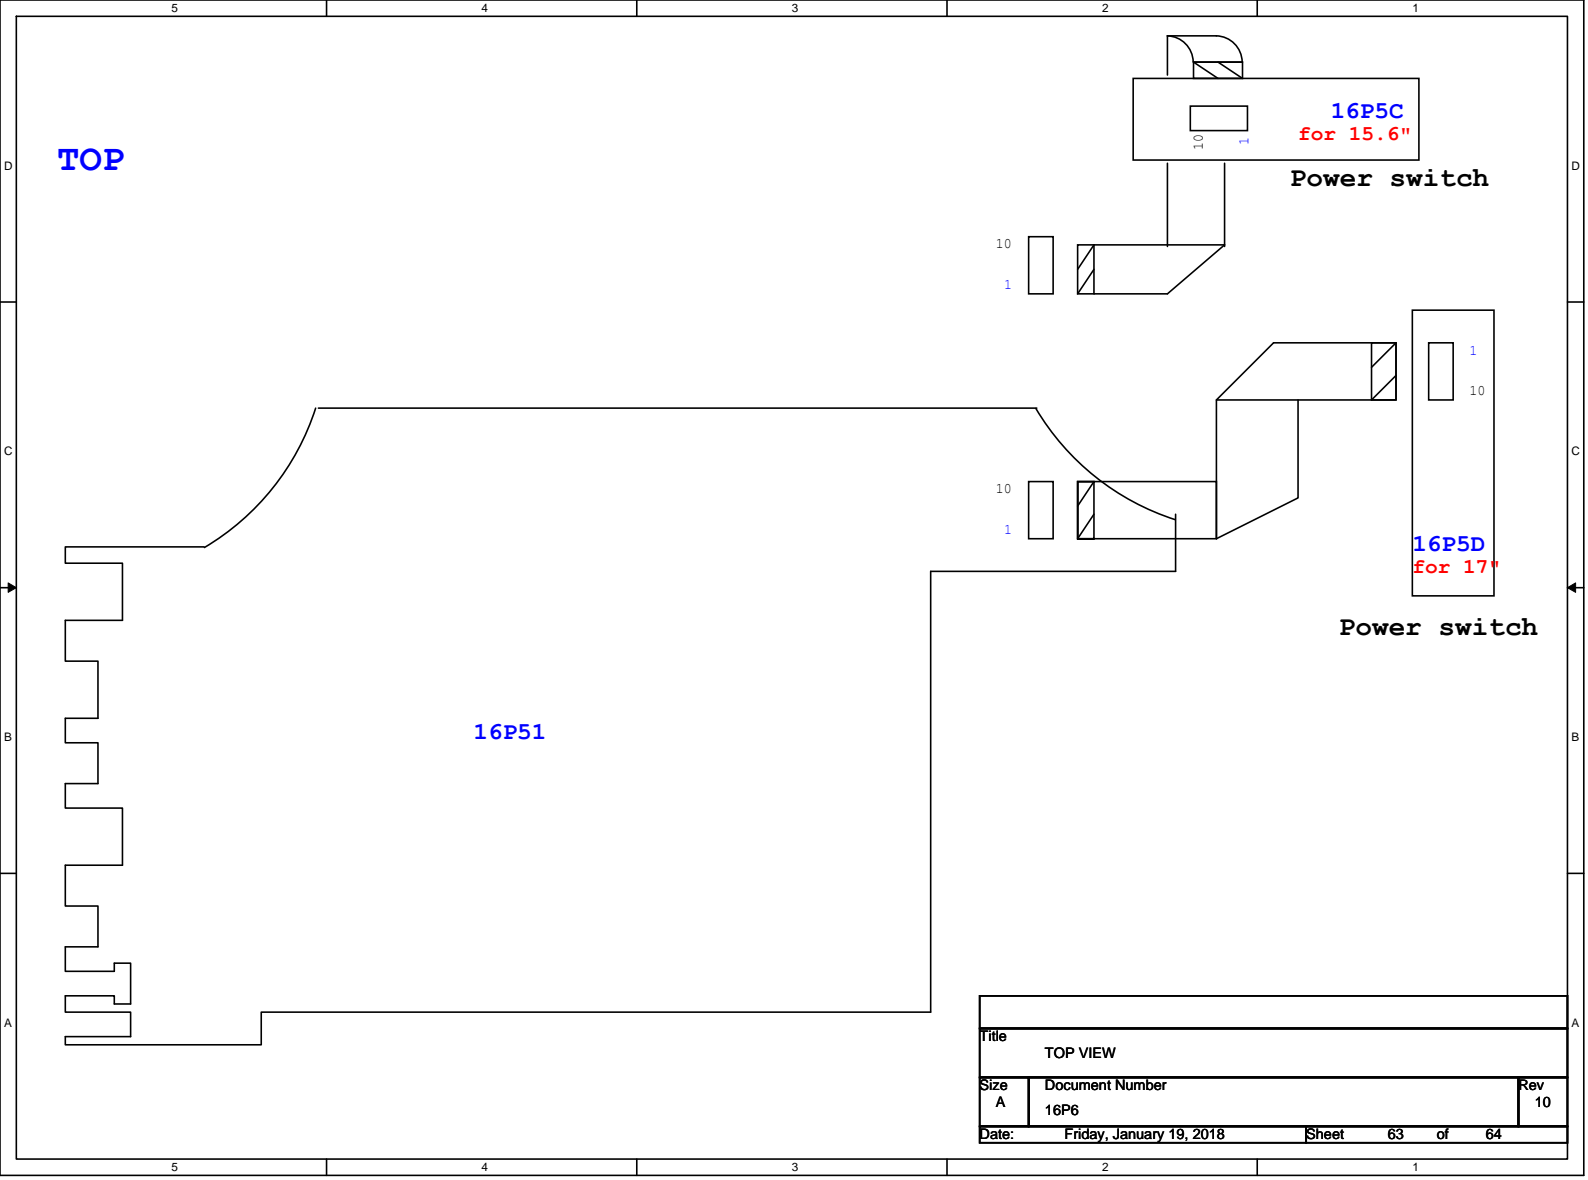 5 4 3 2 1
D D
C C
B B
A A
TOP
16P5C
for 15.6"
10 1
Power switch
10
1
1
10
10
1
16P5D
for 17"
Power switch
16P51
Title
TOP VIEW
Size Document Number Rev
A 16P6 10
Date: Friday, January 19, 2018 Sheet 63 of 64
5 4 3 2 1